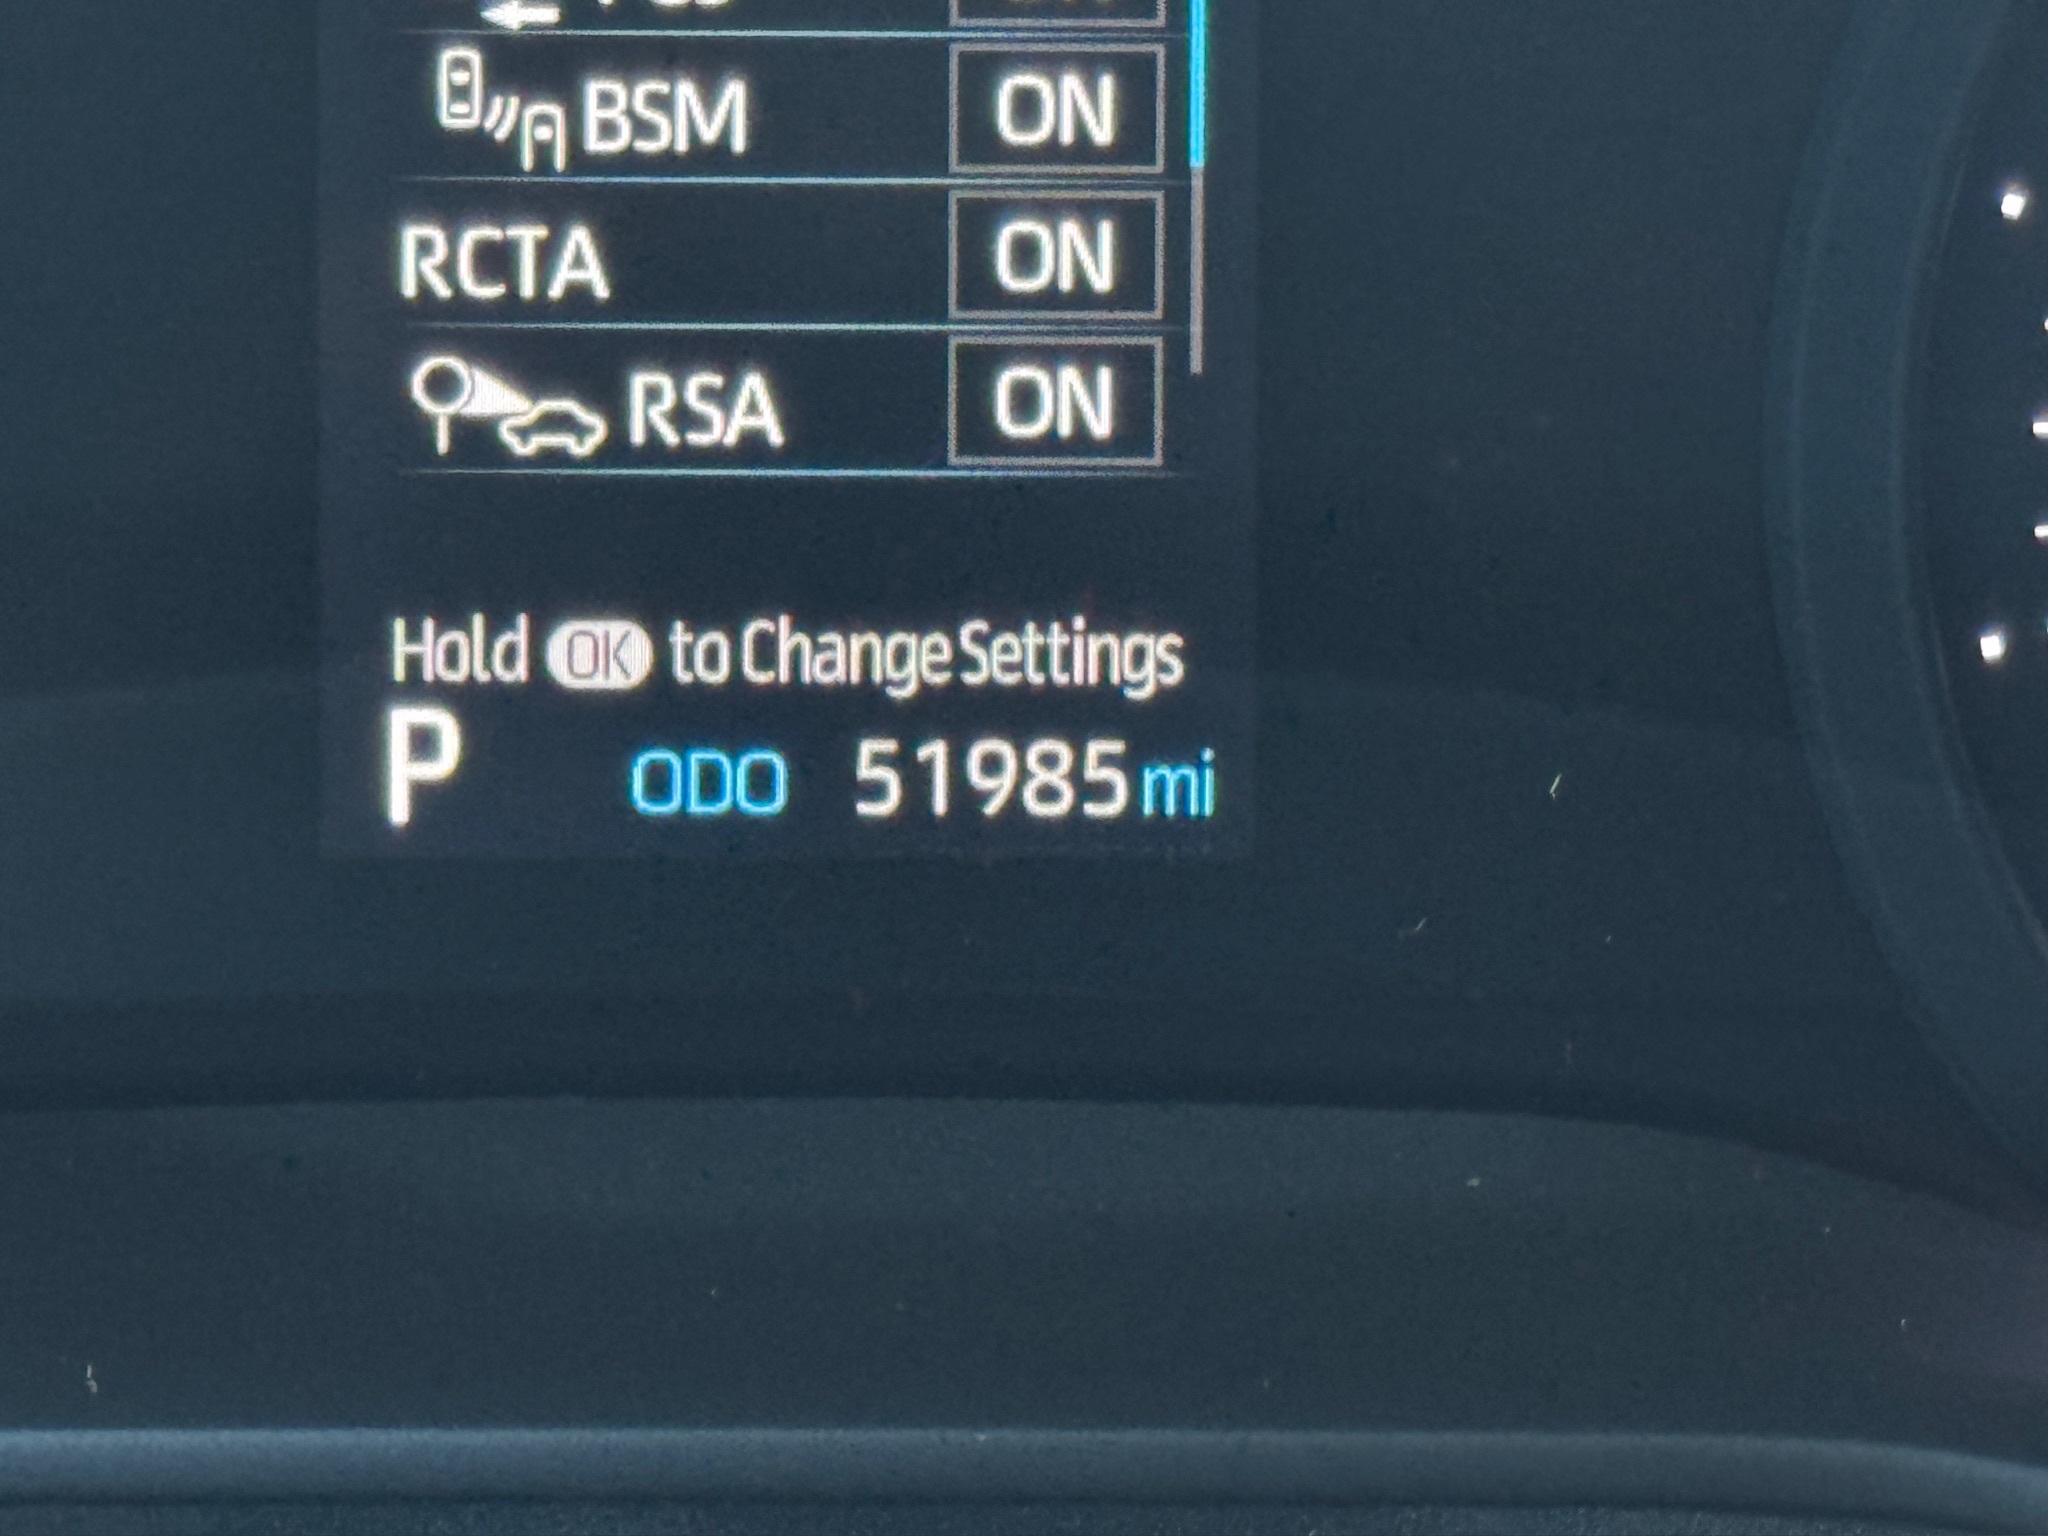 BSM ON
RCTA ON
RSA ON
Hold OK to Change Settings
P ODO 51985 mi